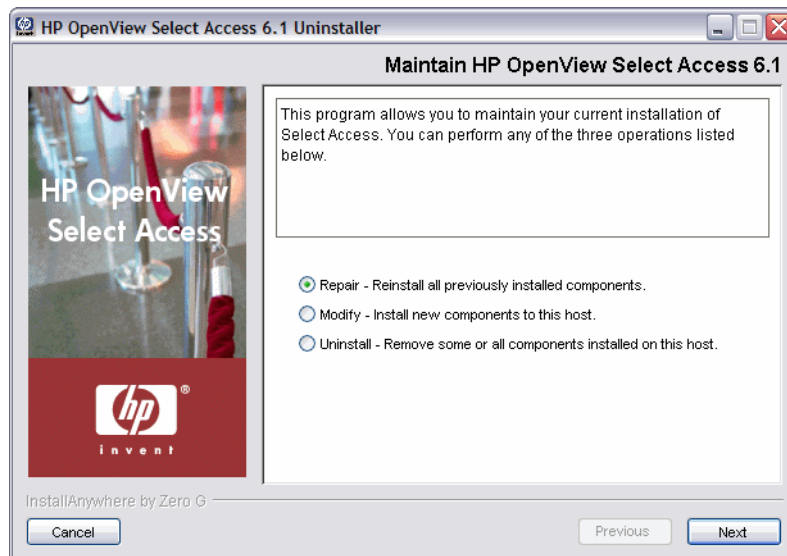 HP OpenView Select Access 6.1 Uninstaller
Maintain HP OpenView Select Access 6.1
This program allows you to maintain your current installation of
Select Access. You can perform any of the three operations listed
below.
HP OpenView
Select Access
Repair - Reinstall all previously installed components.
Modify - Install new components to this host.
Uninstall - Remove some or all components installed on this host.
hp ®
invent
InstallAnywhere by Zero G
Cancel
Previous
Next